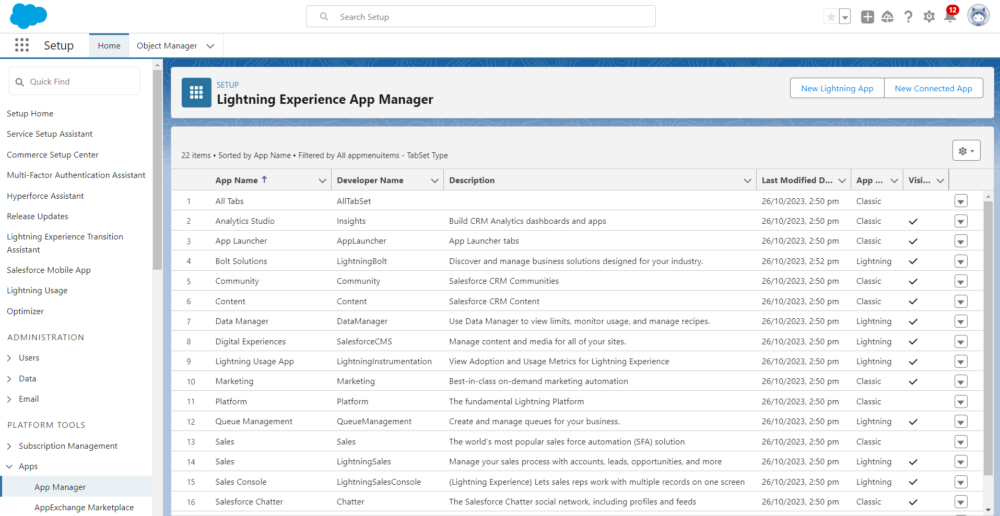 Search Setup
12
Setup
Home
Object Manager
Quick Find
Setup Home
Service Setup Assistant
Commerce Setup Center
Multi-Factor Authentication Assistant
Hyperforce Assistant
Release Updates
Lightning Experience Transition
Assistant
Salesforce Mobile App
Lightning Usage
Optimizer
ADMINISTRATION
Users
Data
Email
PLATFORM TOOLS
Subscription Management
Apps
App Manager
AppExchange Marketplace
SETUP
Lightning Experience App Manager
New Lightning App
New Connected App
22 items • Sorted by App Name • Filtered by All appmenuitems - TabSet Type
App Name ↑ Developer Name Description Last Modified D... App ... Visi...
1 All Tabs AllTabSet 26/10/2023, 2:50 pm Classic
2 Analytics Studio Insights Build CRM Analytics dashboards and apps 26/10/2023, 2:50 pm Classic
3 App Launcher AppLauncher App Launcher tabs 26/10/2023, 2:50 pm Classic
4 Bolt Solutions LightningBolt Discover and manage business solutions designed for your industry. 26/10/2023, 2:52 pm Lightning
5 Community Community Salesforce CRM Communities 26/10/2023, 2:50 pm Classic
6 Content Content Salesforce CRM Content 26/10/2023, 2:50 pm Classic
7 Data Manager DataManager Use Data Manager to view limits, monitor usage, and manage recipes. 26/10/2023, 2:50 pm Lightning
8 Digital Experiences SalesforceCMS Manage content and media for all of your sites. 26/10/2023, 2:50 pm Lightning
9 Lightning Usage App LightningInstrumentation View Adoption and Usage Metrics for Lightning Experience 26/10/2023, 2:50 pm Lightning
10 Marketing Marketing Best-in-class on-demand marketing automation 26/10/2023, 2:50 pm Classic
11 Platform Platform The fundamental Lightning Platform 26/10/2023, 2:50 pm Classic
12 Queue Management QueueManagement Create and manage queues for your business. 26/10/2023, 2:50 pm Lightning
13 Sales Sales The world's most popular sales force automation (SFA) solution 26/10/2023, 2:50 pm Classic
14 Sales LightningSales Manage your sales process with accounts, leads, opportunities, and more 26/10/2023, 2:50 pm Lightning
15 Sales Console LightningSalesConsole (Lightning Experience) Lets sales reps work with multiple records on one screen 26/10/2023, 2:50 pm Lightning
16 Salesforce Chatter Chatter The Salesforce Chatter social network, including profiles and feeds 26/10/2023, 2:50 pm Classic